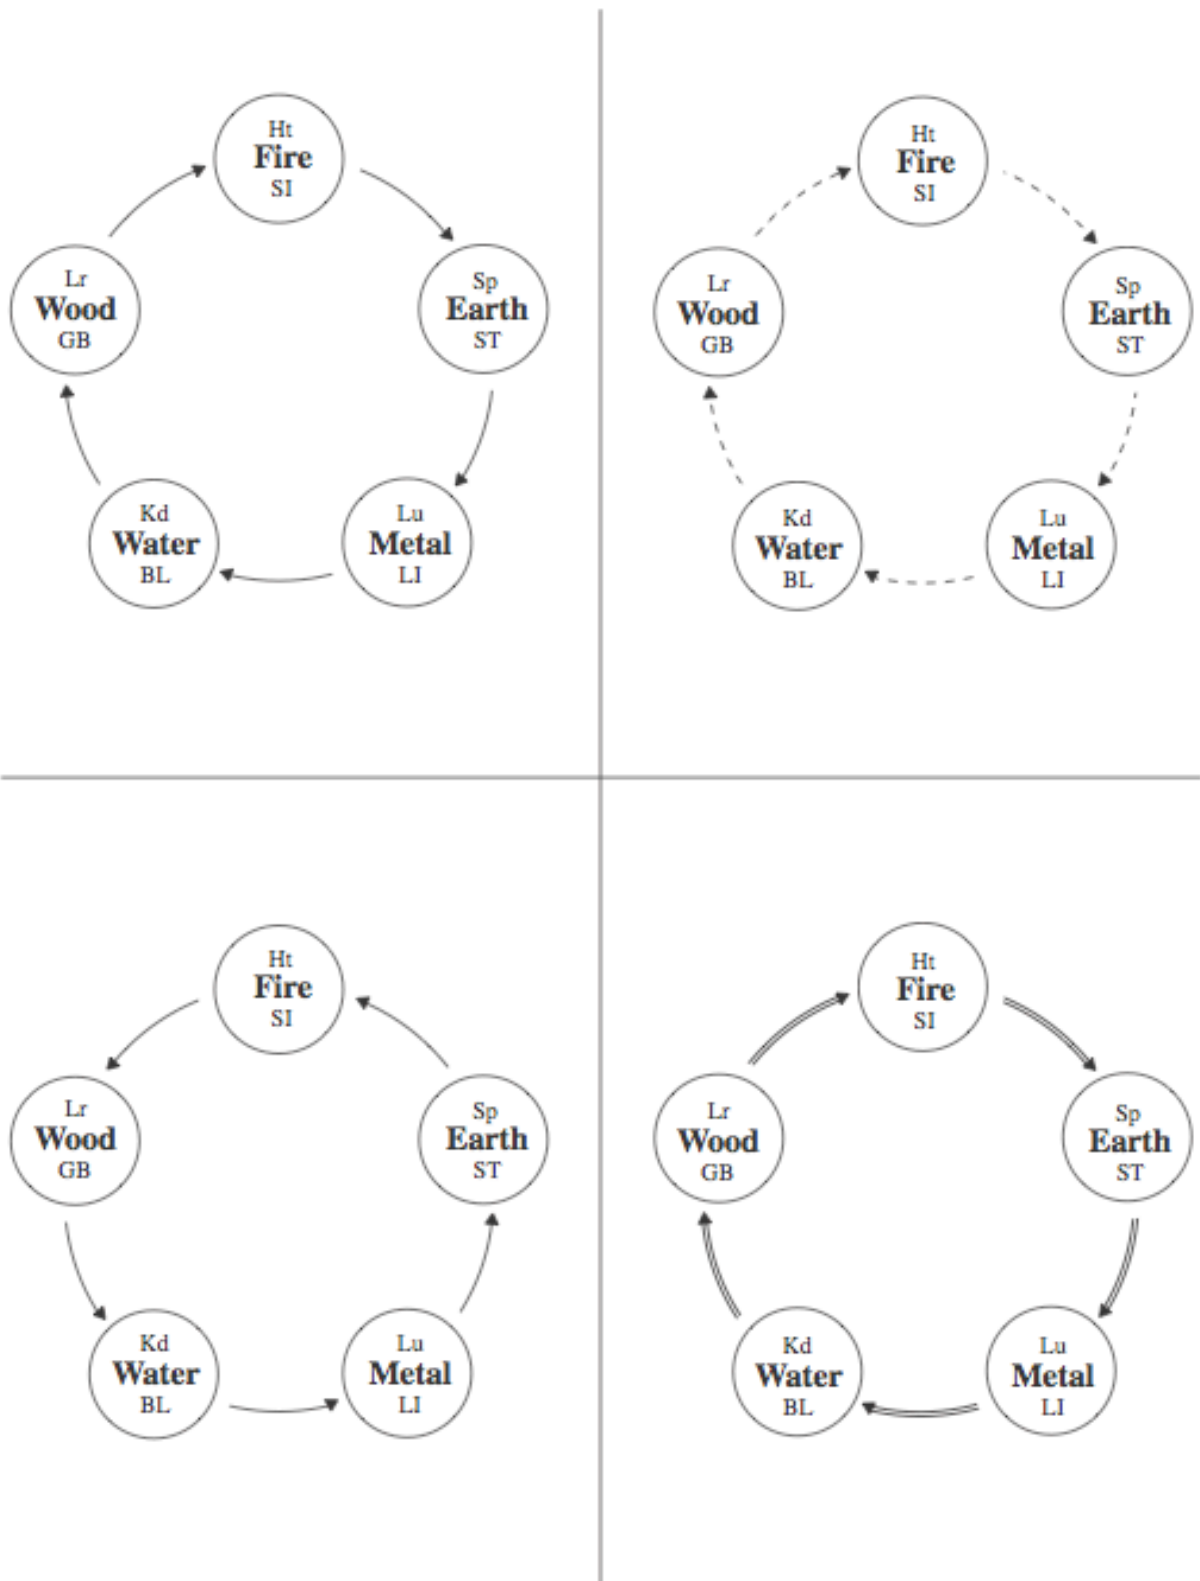 Ht
Fire
SI
Lr
Wood
GB
Sp
Earth
ST
Kd
Water
BL
Lu
Metal
LI
Ht
Fire
SI
Lr
Wood
GB
Sp
Earth
ST
Kd
Water
BL
Lu
Metal
LI
Ht
Fire
SI
Lr
Wood
GB
Sp
Earth
ST
Kd
Water
BL
Lu
Metal
LI
Ht
Fire
SI
Lr
Wood
GB
Sp
Earth
ST
Kd
Water
BL
Lu
Metal
LI